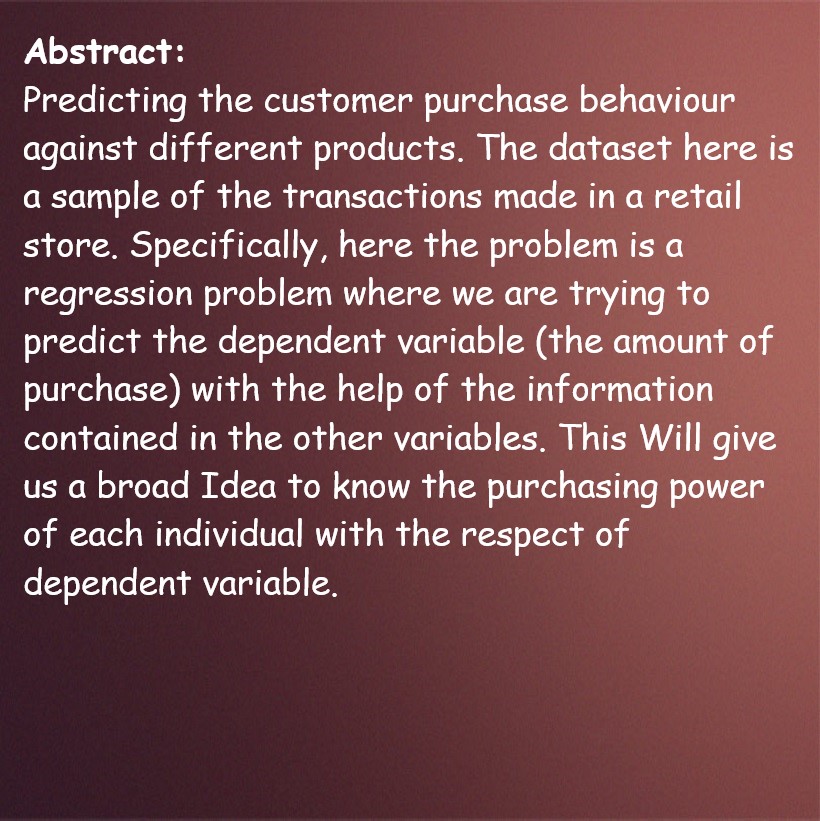 Abstract:
Predicting the customer purchase behaviour
against different products. The dataset here is
a sample of the transactions made in a retail
store. Specifically, here the problem is a
regression problem where we are trying to
predict the dependent variable (the amount of
purchase) with the help of the information
contained in the other variables. This Will give
us a broad Idea to know the purchasing power
of each individual with the respect of
dependent variable.